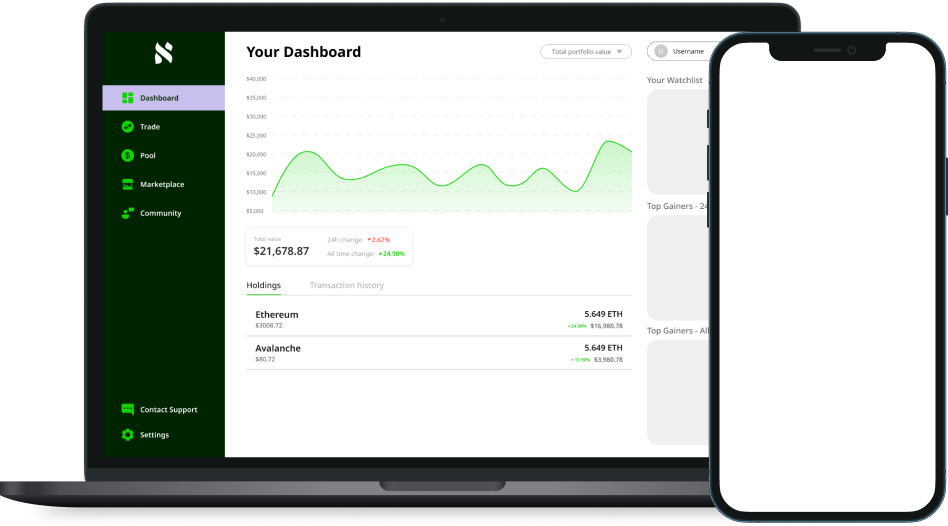 Your Dashboard
Total portfolio value
U
Username
Dashboard
Trade
Pool
Marketplace
Community
Contact Support
Settings
$40,000
$35,000
$30,000
$25,000
$20,000
$15,000
$10,000
$5,000
Total value
$21,678.87
24h change: 2.67%
All time change: 24.90%
Holdings
Transaction history
Ethereum
$3008.72
5.649 ETH
24.90% $16,980.78
Avalanche
$80.72
5.649 ETH
12.90% $3,980.78
Your Watchlist
Top Gainers - 24
Top Gainers - All